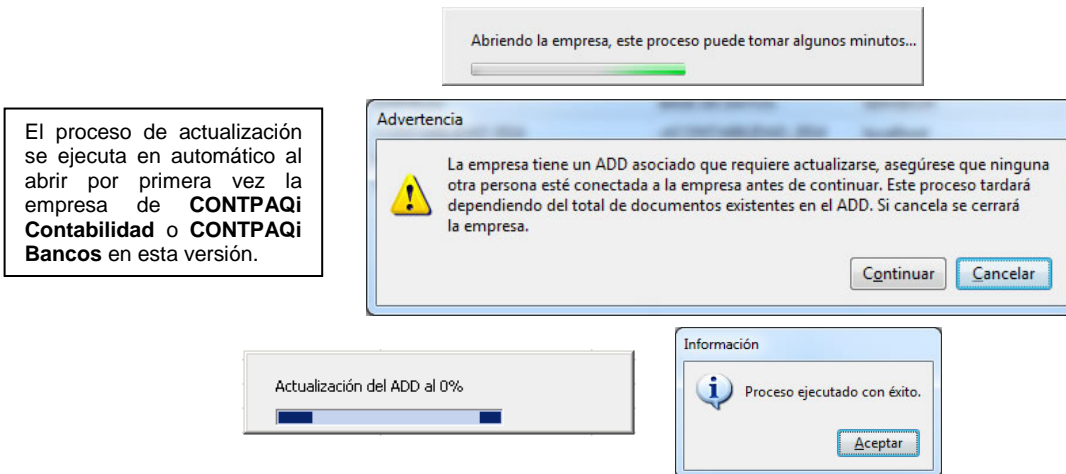 Abriendo la empresa, este proceso puede tomar algunos minutos...
El proceso de actualización
se ejecuta en automático al
abrir por primera vez la
empresa de CONTPAQi
Contabilidad o CONTPAQi
Bancos en esta versión.
Advertencia
La empresa tiene un ADD asociado que requiere actualizarse, asegúrese que ninguna
otra persona esté conectada a la empresa antes de continuar. Este proceso tardará
dependiendo del total de documentos existentes en el ADD. Si cancela se cerrará
la empresa.
Continuar Cancelar
Actualización del ADD al 0%
Información
Proceso ejecutado con éxito.
Aceptar